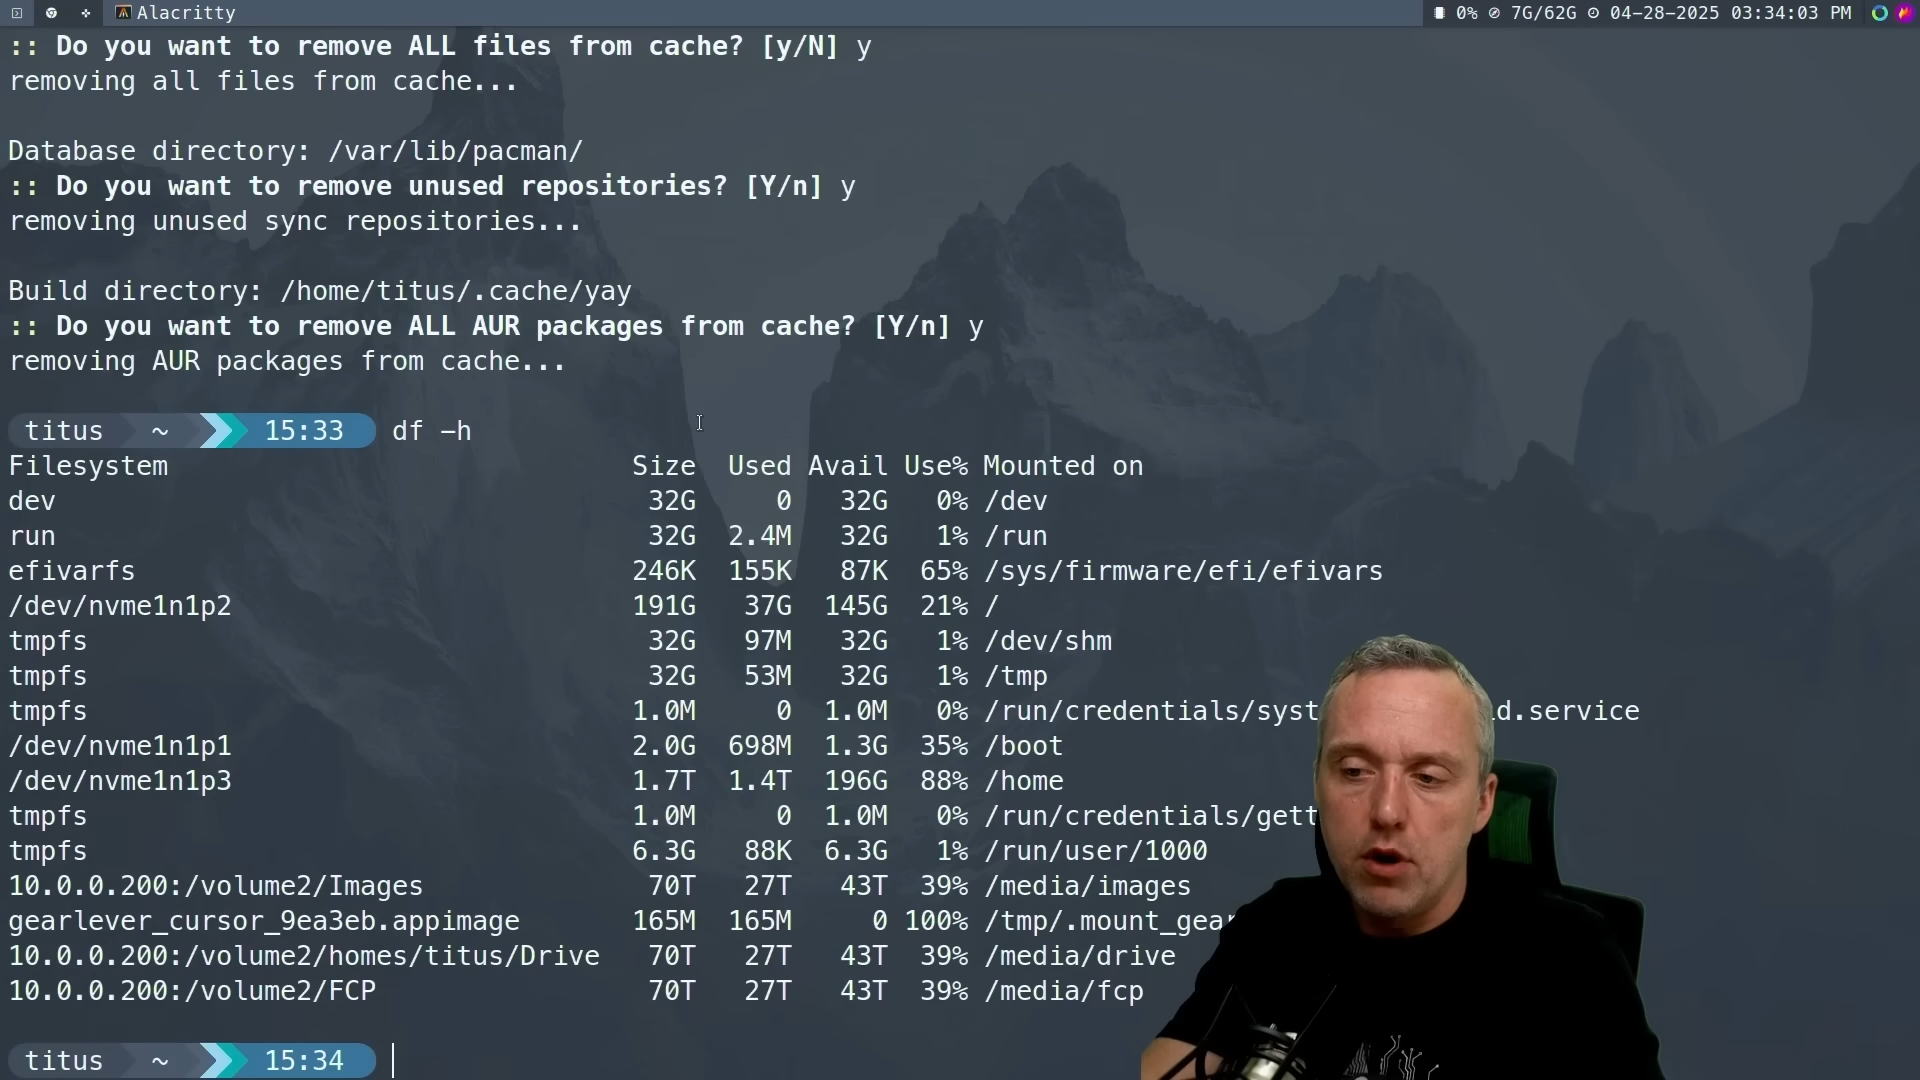 Alacritty 0% 7G/62G 04-28-2025 03:34:03 PM
:: Do you want to remove ALL files from cache? [y/N] y
removing all files from cache...
Database directory: /var/lib/pacman/
:: Do you want to remove unused repositories? [Y/n] y
removing unused sync repositories...
Build directory: /home/titus/.cache/yay
:: Do you want to remove ALL AUR packages from cache? [Y/n] y
removing AUR packages from cache...
titus ~ 15:33 df -h
Filesystem Size Used Avail Use% Mounted on
dev 32G 0 32G 0% /dev
run 32G 2.4M 32G 1% /run
efivarfs 246K 155K 87K 65% /sys/firmware/efi/efivars
/dev/nvme1n1p2 191G 37G 145G 21% /
tmpfs 32G 97M 32G 1% /dev/shm
tmpfs 32G 53M 32G 1% /tmp
tmpfs 1.0M 0 1.0M 0% /run/credentials/syst d.service
/dev/nvme1n1p1 2.0G 698M 1.3G 35% /boot
/dev/nvme1n1p3 1.7T 1.4T 196G 88% /home
tmpfs 1.0M 0 1.0M 0% /run/credentials/gett
tmpfs 6.3G 88K 6.3G 1% /run/user/1000
10.0.0.200:/volume2/Images 70T 27T 43T 39% /media/images
gearlever_cursor_9ea3eb.appimage 165M 165M 0 100% /tmp/.mount_gear
10.0.0.200:/volume2/homes/titus/Drive 70T 27T 43T 39% /media/drive
10.0.0.200:/volume2/FCP 70T 27T 43T 39% /media/fcp
titus ~ 15:34